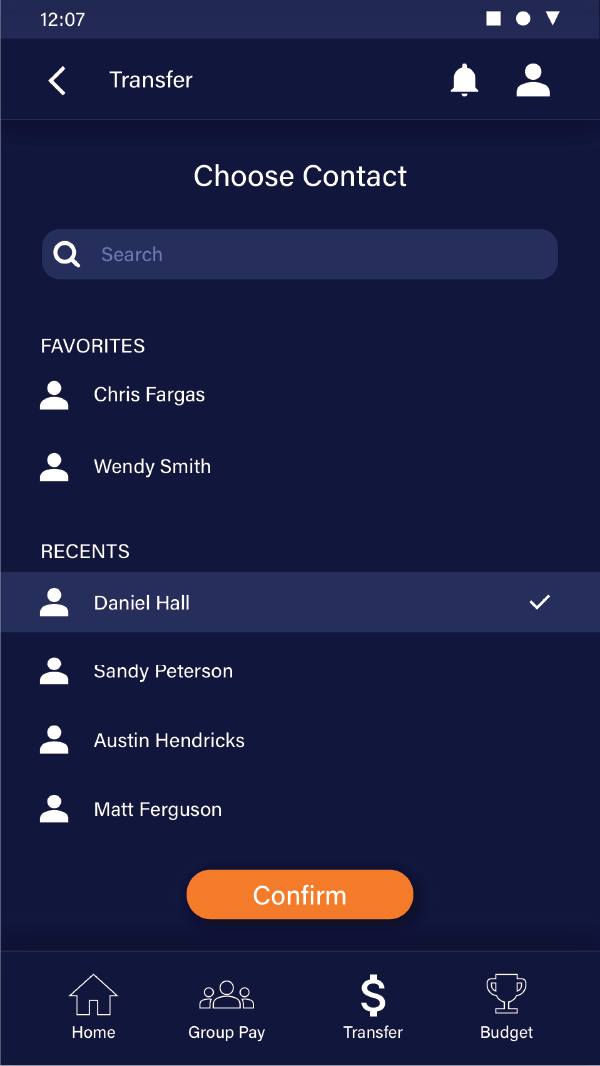 12:07
Transfer
Choose Contact
Search
FAVORITES
Chris Fargas
Wendy Smith
RECENTS
Daniel Hall
Sandy Peterson
Austin Hendricks
Matt Ferguson
Confirm
Home
Group Pay
Transfer
Budget